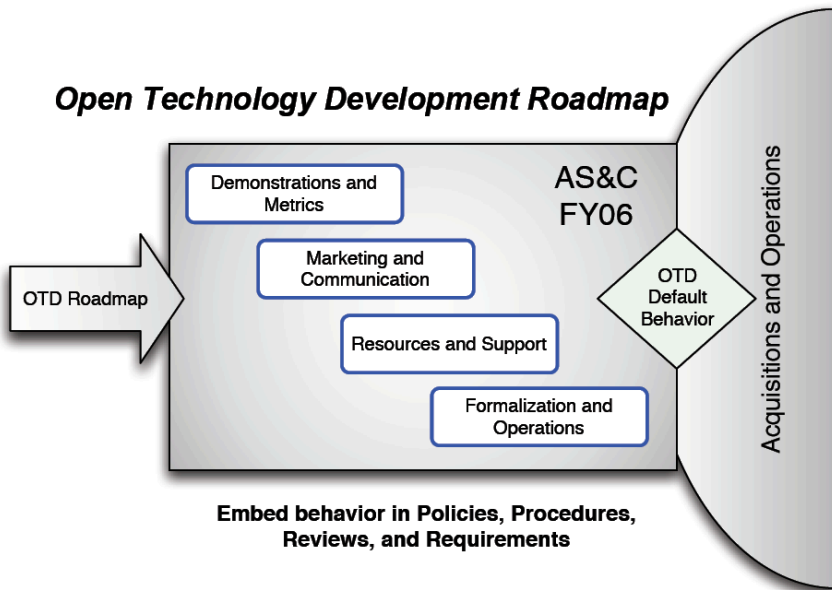 Open Technology Development Roadmap
Demonstrations and
Metrics
AS&C
FY06
Marketing and
Communication
OTD Roadmap
OTD
Default
Behavior
Resources and Support
Formalization and
Operations
Acquisitions and Operations
Embed behavior in Policies, Procedures,
Reviews, and Requirements